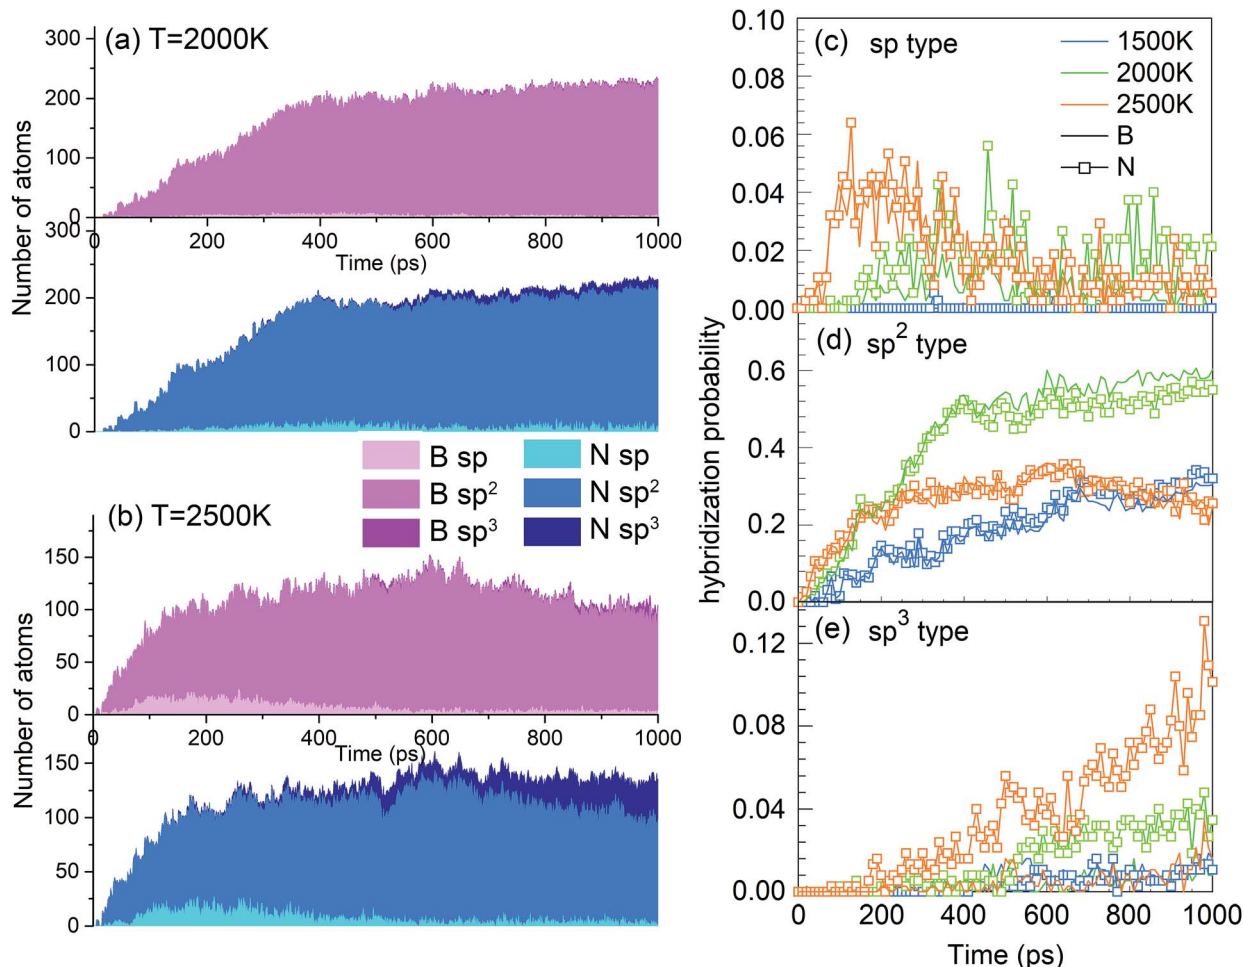 (a) T=2000K
Number of atoms
300
200
100
0
0 200 400 600 800 1000
Time (ps)
300
200
100
0
B sp N sp
B sp² N sp²
B sp³ N sp³
(b) T=2500K
Number of atoms
150
100
50
0
0 200 400 600 800 1000
Time (ps)
150
100
50
0
(c) sp type
1500K
2000K
2500K
B
N
0.10
0.08
0.06
0.04
0.02
0.00
hybridization probability
(d) sp² type
0.6
0.4
0.2
0.0
(e) sp³ type
0.12
0.08
0.04
0.00
0 200 400 600 800 1000
Time (ps)